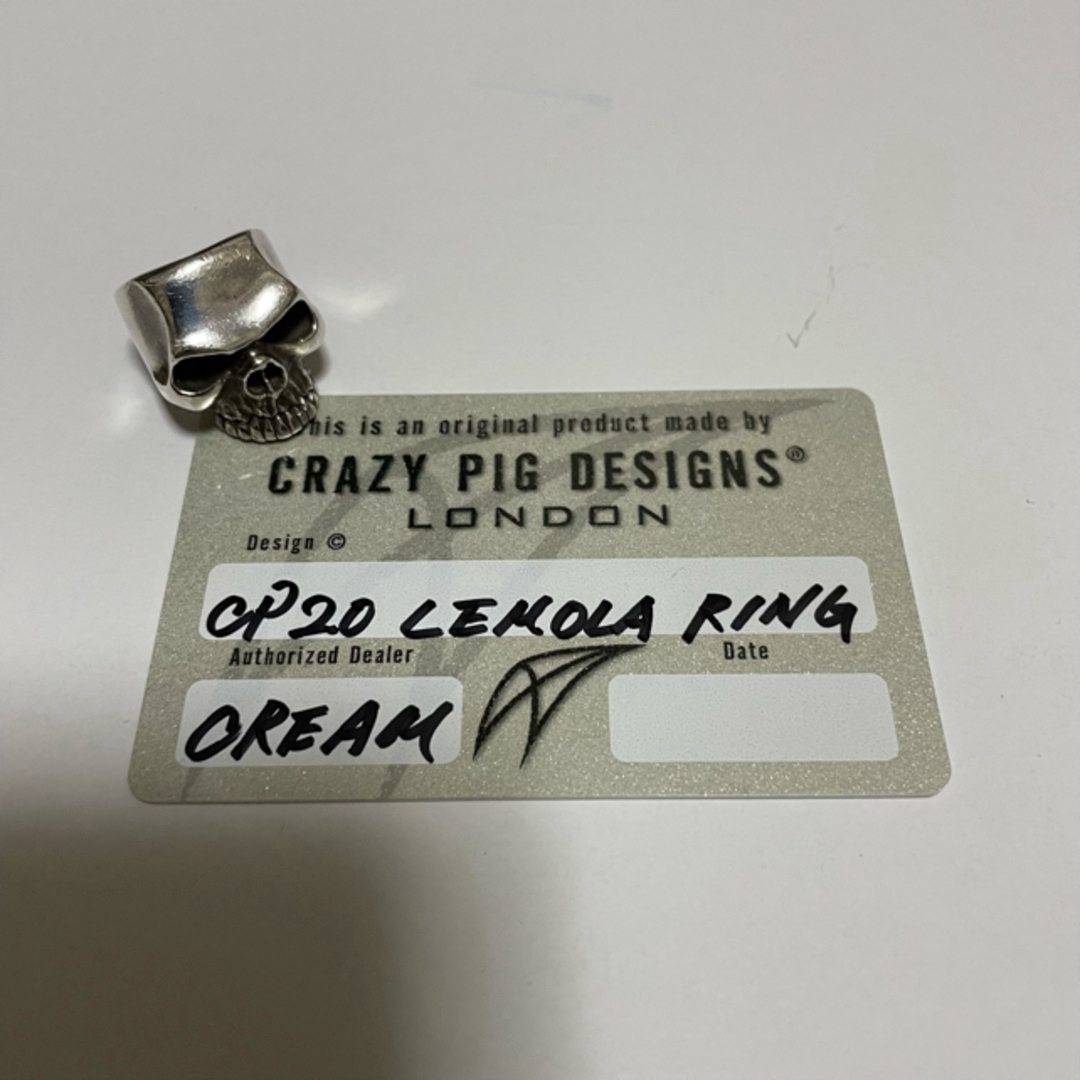 his is an original product made by
CRAZY PIG DESIGNS®
LONDON
Design ©
CP20 LEMOLA RING
Authorized Dealer
Date
CREAM